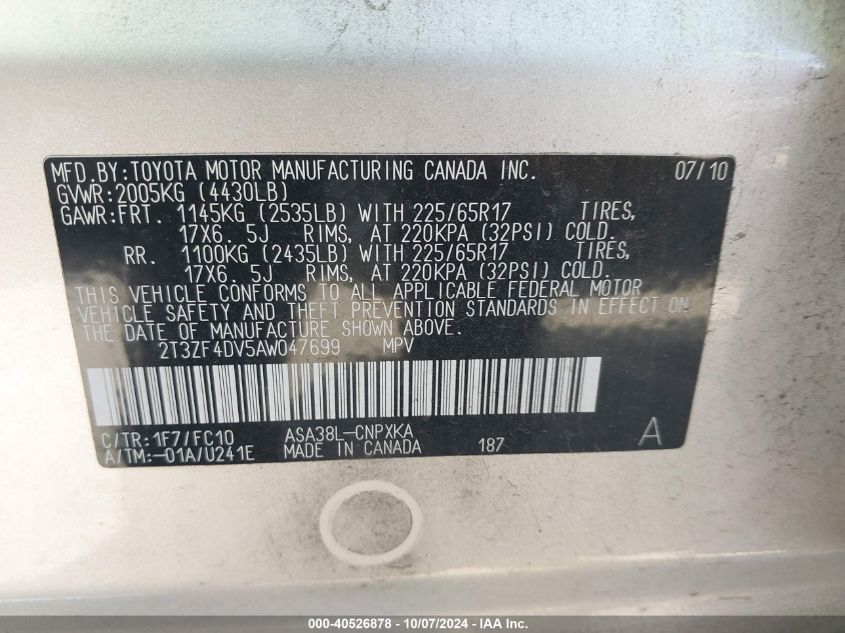 MFD.BY:TOYOTA MOTOR MANUFACTURING CANADA INC. 07/10
GVWR:2005KG (4430LB)
GAWR:FRT. 1145KG (2535LB) WITH 225/65R17 TIRES,
17X6.5J RIMS, AT 220KPA (32PSI) COLD.
RR. 1100KG (2435LB) WITH 225/65R17 TIRES,
17X6.5J RIMS, AT 220KPA (32PSI) COLD.
THIS VEHICLE CONFORMS TO ALL APPLICABLE FEDERAL MOTOR
VEHICLE SAFETY AND THEFT PREVENTION STANDARDS IN EFFECT ON
THE DATE OF MANUFACTURE SHOWN ABOVE.
2T3ZF4DV5AW047699 MPV
C/TR:1F7/FC10 ASA38L-CNPXKA
A/TM:-01A/U241E MADE IN CANADA 187 A
000-40526878 - 10/07/2024 - IAA Inc.